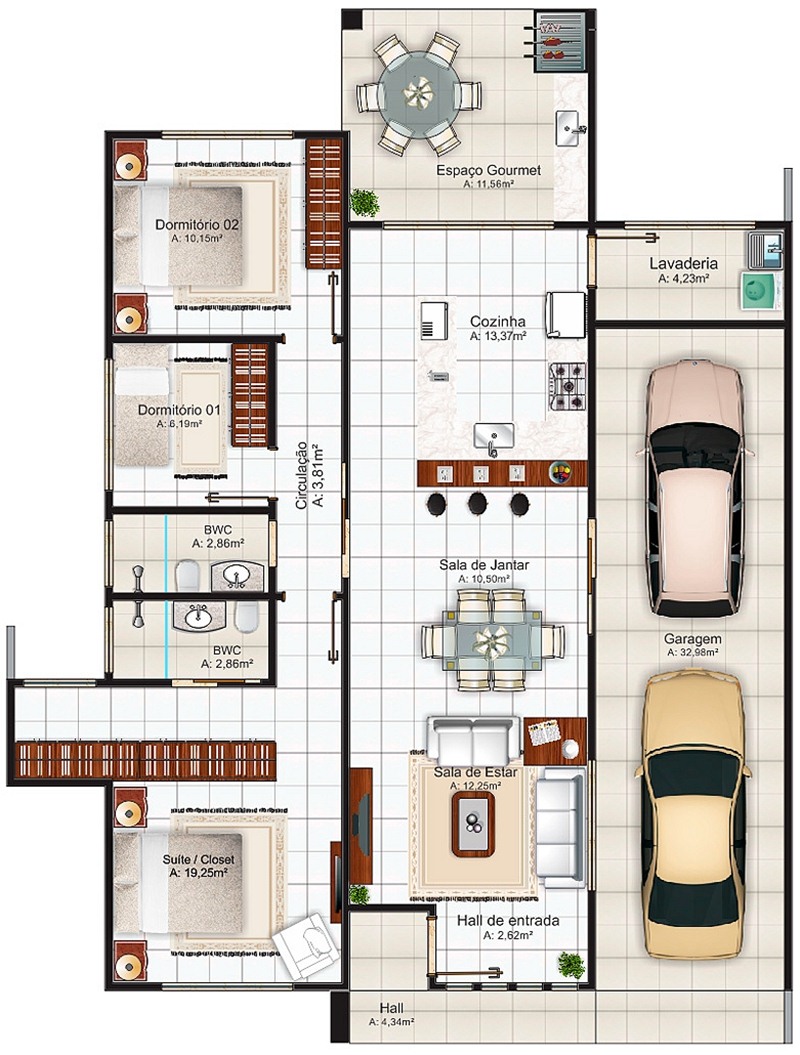 Espaço Gourmet
A: 11,56m²
Dormitório 02
A: 10,15m²
Lavaderia
A: 4,23m²
Cozinha
A: 13,37m²
Dormitório 01
A: 6,19m²
Circulação
A: 3,81m²
BWC
A: 2,86m²
Sala de Jantar
A: 10,50m²
Garagem
A: 32,98m²
BWC
A: 2,86m²
Sala de Estar
A: 12,25m²
Suíte / Closet
A: 19,25m²
Hall de entrada
A: 2,62m²
Hall
A: 4,34m²